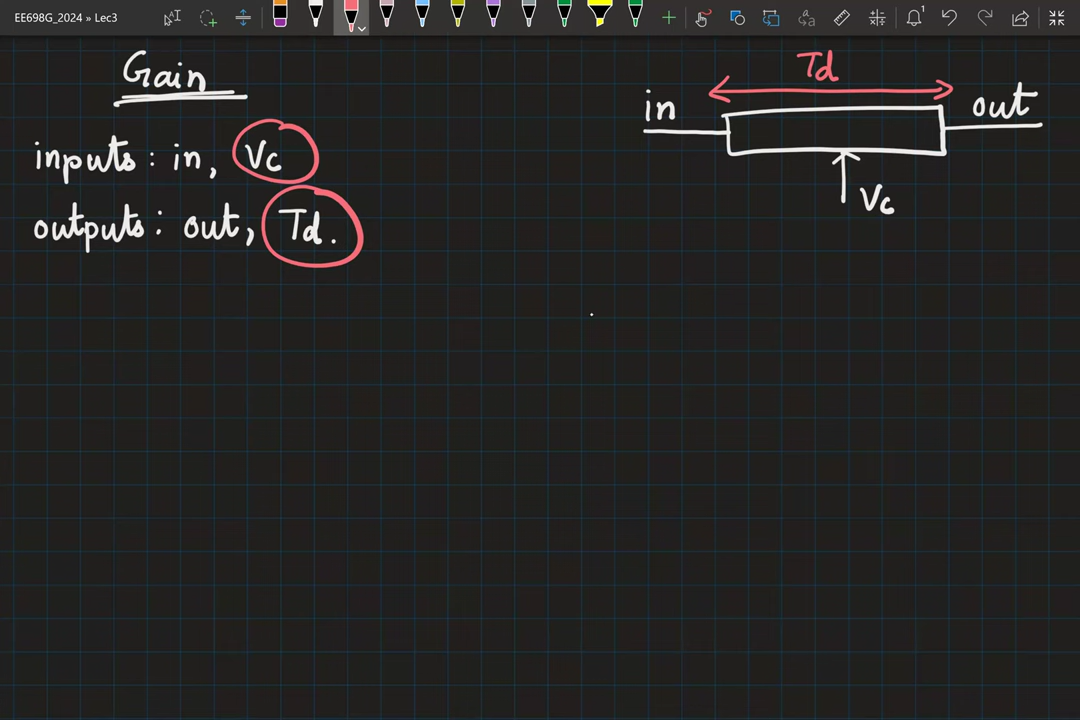 EE698G_2024 » Lec3
Gain
inputs: in, Vc
outputs: out, Td.
Td
in
out
Vc